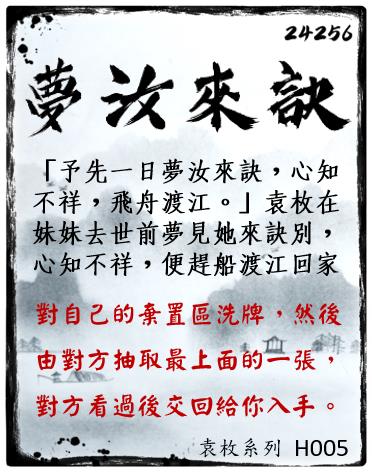 24256
夢汝來訣
「予先一日夢汝來訣，心知
不祥，飛舟渡江。」袁枚在
妹妹去世前夢見她來訣別，
心知不祥，便趕船渡江回家
對自己的棄置區洗牌，然後
由對方抽取最上面的一張，
對方看過後交回給你入手。
袁枚系列 H005